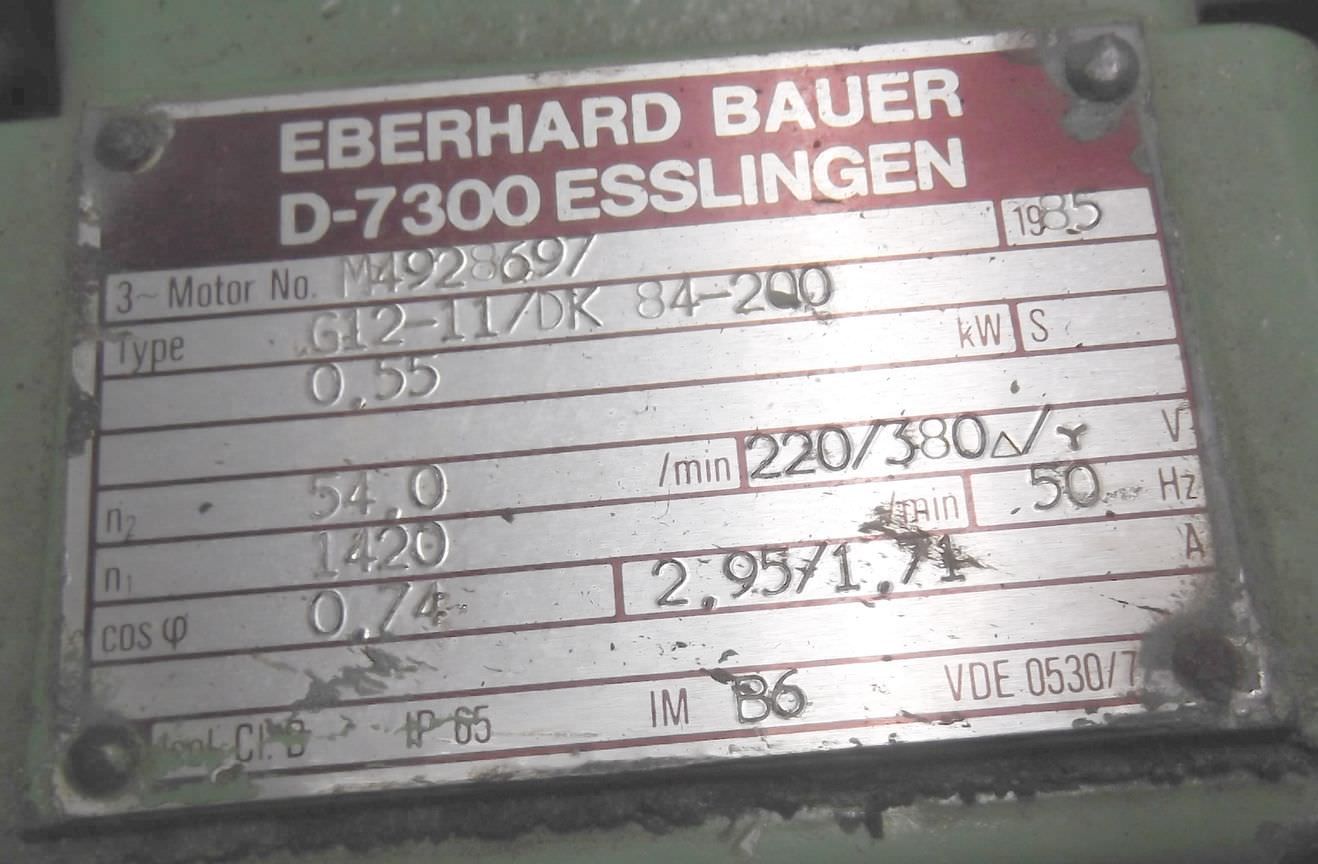 EBERHARD BAUER
D-7300 ESSLINGEN
3~ Motor No. M4928697 1985
Type G12-11/DK 84-200
0,55 kW S
n₂ 54,0 /min 220/380 △/Y V
n₁ 1420 /min 50 Hz
cos φ 0,74 2,95/1,71 A
Cl. B IP 65 IM B6 VDE 0530/7